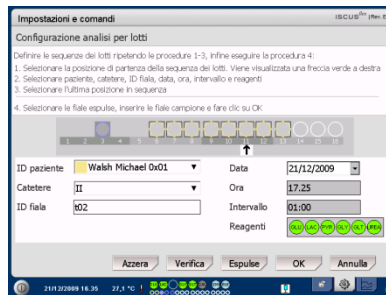 Impostazioni e comandi
ISCUSflex
Configurazione analisi per lotti
Definire le sequenze dei lotti ripetendo le procedure 1-3, infine eseguire la procedura 4:
1. Selezionare la posizione di partenza della sequenza dei lotti. Viene visualizzata una freccia verde a destra
2. Selezionare paziente, catetere, ID fiala, data, ora, intervallo e reagenti
3. Selezionare l'ultima posizione in sequenza
4. Selezionare le fiale espulse, inserire le fiale campione e fare clic su OK
1 2 3 4 5 6 7 8 9 10 11 12 13 14 15 16
ID paziente Walsh Michael 0x01 Data 21/12/2009
Catetere II Ora 17.25
ID fiala t02 Intervallo 01:00
Reagenti GLU LAC PYR GLY GLT UREA
Azzera Verifica Espulse OK Annulla
21/12/2009 16.35 27,1 °C !